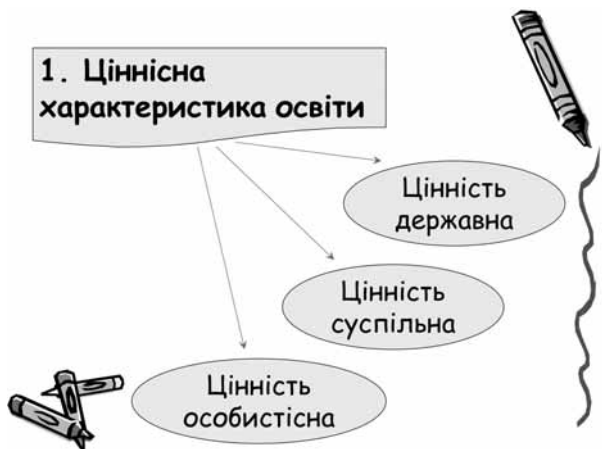 1. Ціннісна
характеристика освіти
Цінність
державна
Цінність
суспільна
Цінність
особистісна